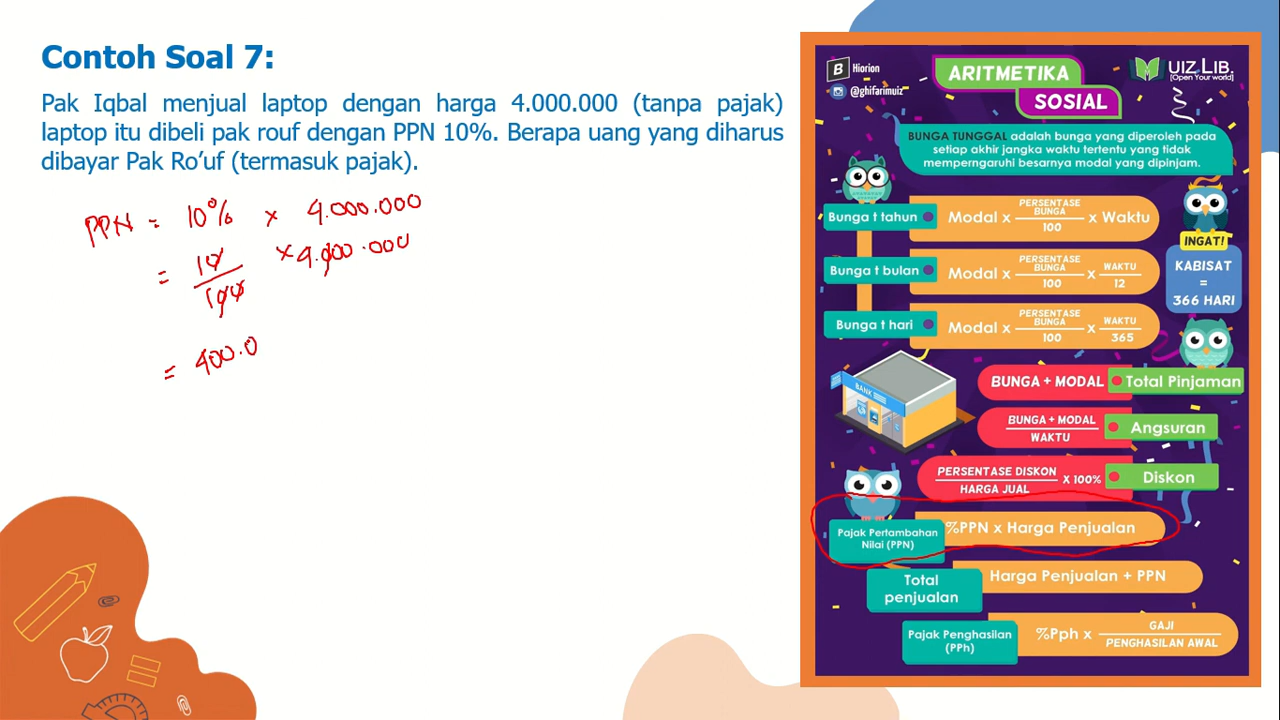 Contoh Soal 7:
Pak Iqbal menjual laptop dengan harga 4.000.000 (tanpa pajak)
laptop itu dibeli pak rouf dengan PPN 10%. Berapa uang yang diharus
dibayar Pak Ro'uf (termasuk pajak).
PPN = 10% x 4.000.000
= 10/100 x 4.000.000
= 400.0
B Hiorion
@ghifarimuiz
ARITMETIKA
SOSIAL
MUIZ LIB.
[Open Your world]
BUNGA TUNGGAL adalah bunga yang diperoleh pada
setiap akhir jangka waktu tertentu yang tidak
memperngaruhi besarnya modal yang dipinjam.
Bunga t tahun
Modal x PERSENTASE BUNGA/100 x Waktu
Bunga t bulan
Modal x PERSENTASE BUNGA/100 x WAKTU/12
Bunga t hari
Modal x PERSENTASE BUNGA/100 x WAKTU/365
INGAT!
KABISAT
=
366 HARI
BANK
BUNGA + MODAL Total Pinjaman
BUNGA + MODAL/WAKTU Angsuran
PERSENTASE DISKON/HARGA JUAL X 100% Diskon
Pajak Pertambahan
Nilai (PPN)
%PPN x Harga Penjualan
Total
penjualan
Harga Penjualan + PPN
Pajak Penghasilan
(PPh)
%Pph x GAJI/PENGHASILAN AWAL